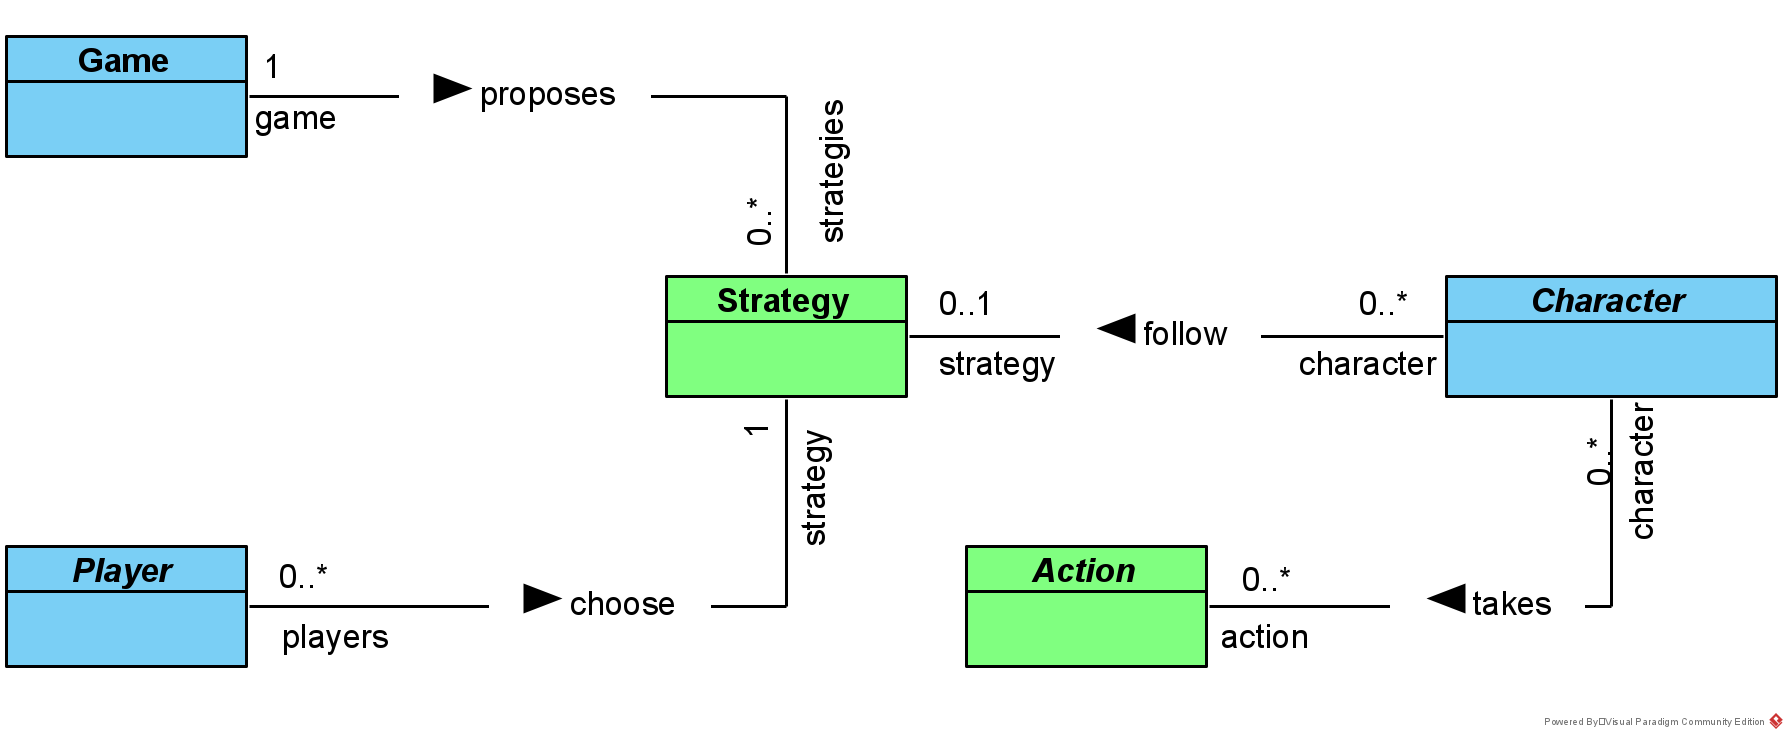 Game
1
game
proposes
strategies
0..*
Strategy
0..1
strategy
follow
0..*
character
Character
1
strategy
0..*
character
Player
0..*
players
choose
Action
0..*
action
takes
Powered By□Visual Paradigm Community Edition